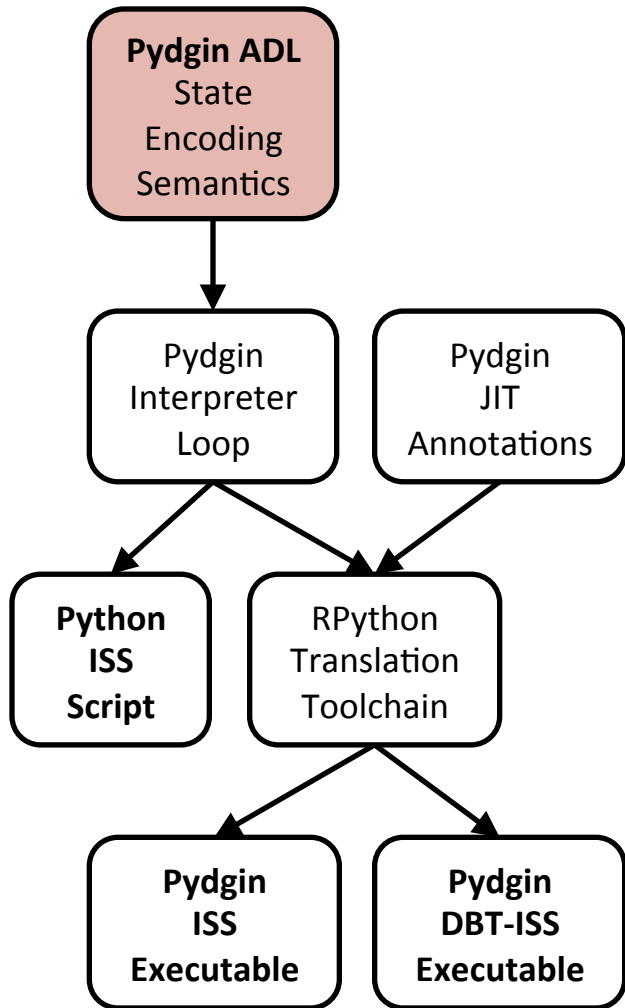 Pydgin ADL
State
Encoding
Semantics
Pydgin
Interpreter
Loop
Pydgin
JIT
Annotations
Python
ISS
Script
RPython
Translation
Toolchain
Pydgin
ISS
Executable
Pydgin
DBT-ISS
Executable